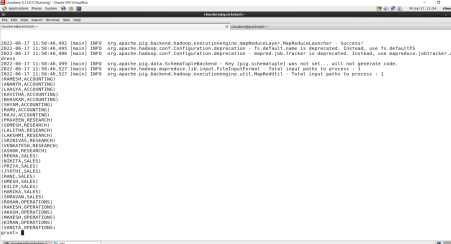 cloudera-5.13.0-0 [Running] - Oracle VM VirtualBox
Applications Places System
Fri Jun 17, 11:54 cloudera
cloudera@quickstart:~
File Edit View Search Terminal Tabs Help
cloudera@quickstart:~
cloudera@quickstart:~
2022-06-17 11:50:46,492 [main] INFO org.apache.pig.backend.hadoop.executionengine.mapReduceLayer.MapReduceLauncher - Success!
2022-06-17 11:50:46,495 [main] INFO org.apache.hadoop.conf.Configuration.deprecation - fs.default.name is deprecated. Instead, use fs.defaultFS
2022-06-17 11:50:46,496 [main] INFO org.apache.hadoop.conf.Configuration.deprecation - mapred.job.tracker is deprecated. Instead, use mapreduce.jobtracker.ad
dress
2022-06-17 11:50:46,499 [main] INFO org.apache.pig.data.SchemaTupleBackend - Key [pig.schematuple] was not set... will not generate code.
2022-06-17 11:50:46,527 [main] INFO org.apache.hadoop.mapreduce.lib.input.FileInputFormat - Total input paths to process : 1
2022-06-17 11:50:46,527 [main] INFO org.apache.pig.backend.hadoop.executionengine.util.MapRedUtil - Total input paths to process : 1
(RAMESH,ACCOUNTING)
(ANANTH,ACCOUNTING)
(LAASYA,ACCOUNTING)
(HAVITHA,ACCOUNTING)
(BHASKAR,ACCOUNTING)
(SHYAM,ACCOUNTING)
(RAMU,ACCOUNTING)
(RAJU,ACCOUNTING)
(PRAVEEN,RESEARCH)
(SOMESH,RESEARCH)
(LALITHA,RESEARCH)
(LAKSHMI,RESEARCH)
(SRINIVAS,RESEARCH)
(VENKATESH,RESEARCH)
(ASHOK,RESEARCH)
(REKHA,SALES)
(NIKITA,SALES)
(PRIYA,SALES)
(JYOTHI,SALES)
(RANI,SALES)
(UMESH,SALES)
(DILIP,SALES)
(HARIKA,SALES)
(SHRAVAN,SALES)
(ROHAN,OPERATIONS)
(RAKESH,OPERATIONS)
(AKASH,OPERATIONS)
(MAHESH,OPERATIONS)
(KIRAN,OPERATIONS)
(VANITA,OPERATIONS)
grunt>